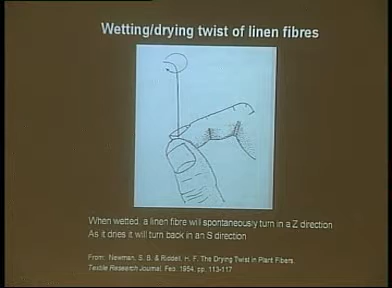 Wetting/drying twist of linen fibres
When wetted, a linen fibre will spontaneously turn in a Z direction
As it dries it will turn back in an S direction
From: Newman, S. B. & Riddell, H. F. The Drying Twist in Plant Fibers.
Textile Research Journal, Feb. 1954, pp. 113-117